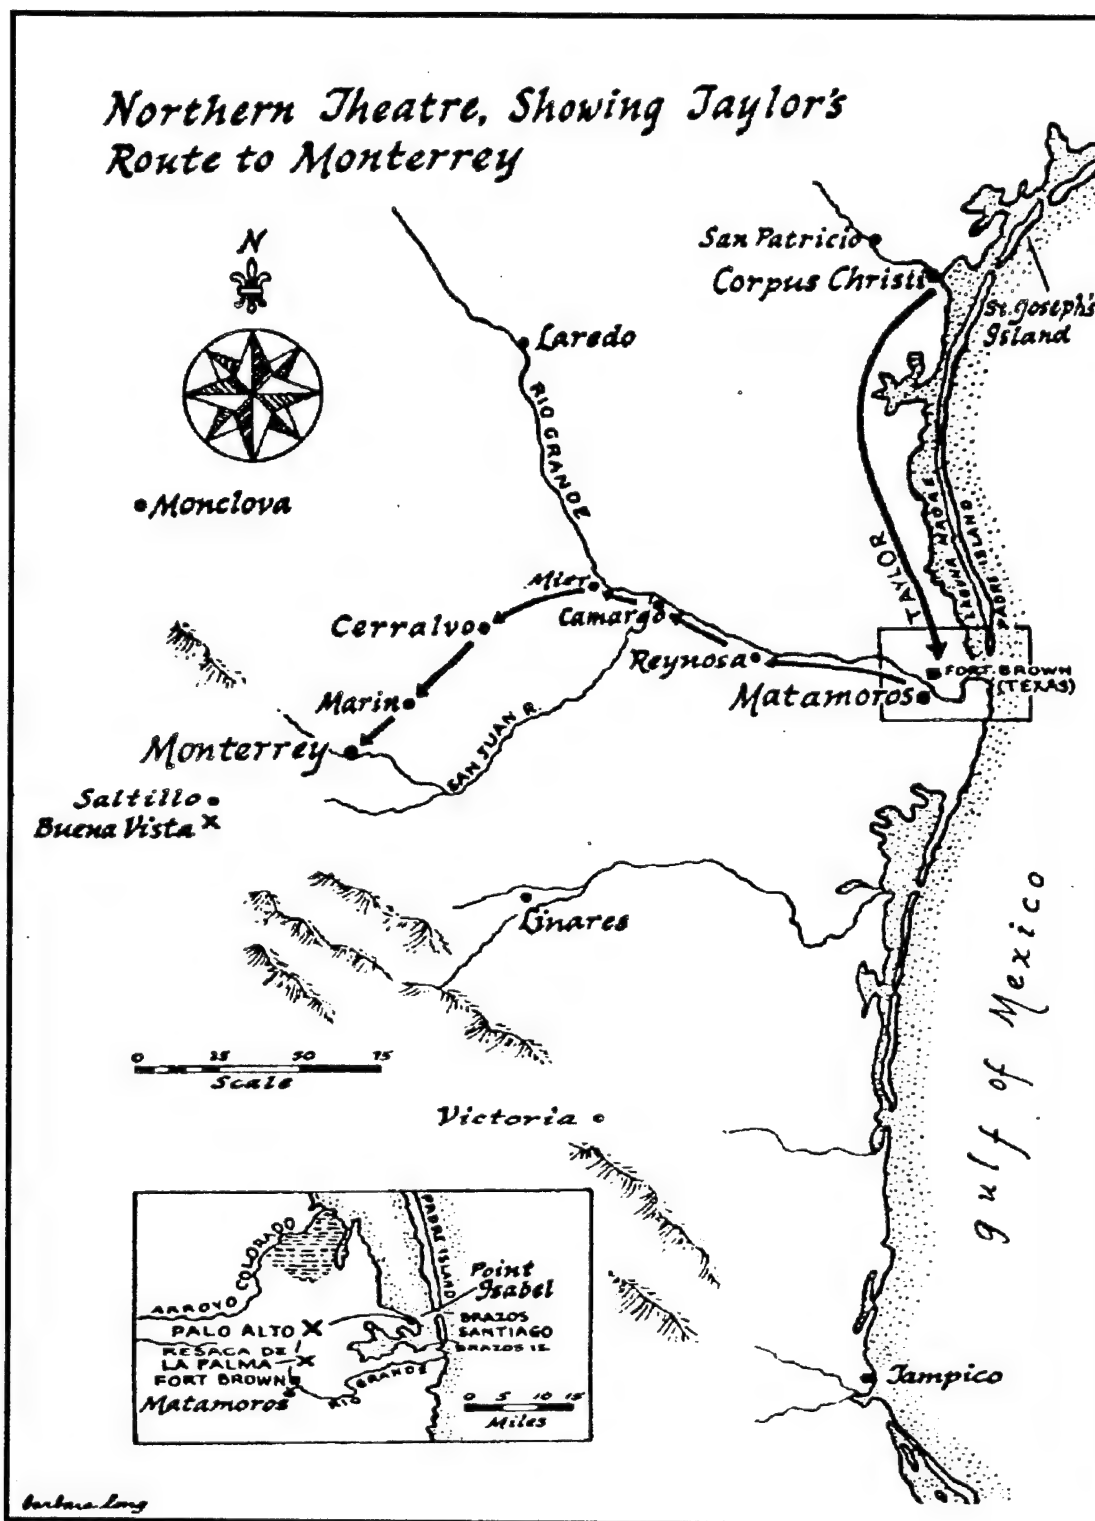 Northern Theatre, Showing Taylor's
Route to Monterrey
N
San Patricio
Corpus Christi
St. Joseph's
Island
Laredo
RIO GRANDE
Monclova
TAYLOR
LAGUNA MADRE
PADRE ISLAND
Mier
Camargo
Cerralvo
Reynosa
FORT BROWN
(TEXAS)
Matamoros
Marin
SAN JUAN R.
Monterrey
Saltillo
Buena Vista
Linares
Gulf of Mexico
0 25 50 75
Scale
Victoria
PADRE ISLAND
ARROYO COLORADO
Point
Isabel
PALO ALTO
BRAZOS
SANTIAGO
BRAZOS IS.
RESACA DE
LA PALMA
FORT BROWN
Matamoros
RIO GRANDE
0 5 10 15
Miles
Tampico
Barbara Long